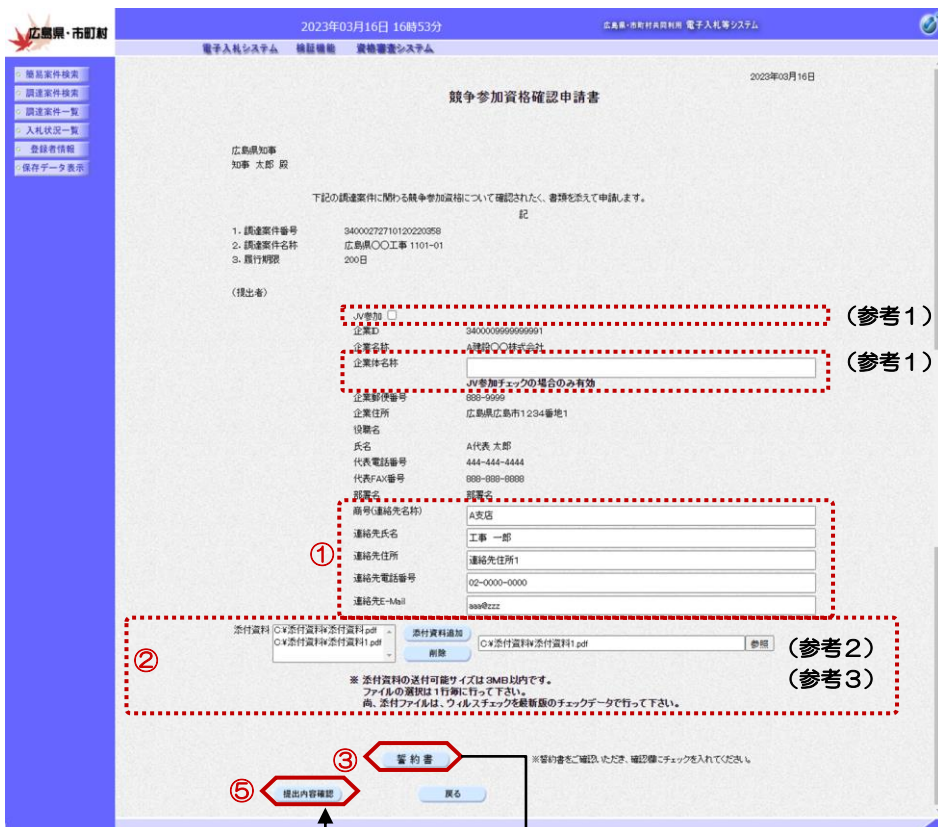 広島県・市町村
2023年03月16日 16時53分
広島県・市町村共同利用 電子入札等システム
電子入札システム 検証機能 資格審査システム
簡易案件検索
調達案件検索
調達案件一覧
入札状況一覧
登録者情報
保存データ表示
2023年03月16日
競争参加資格確認申請書
広島県知事
知事 太郎 殿
下記の調達案件に関わる競争参加資格について確認されたく、書類を添えて申請します。
記
1. 調達案件番号 34000272710120220358
2. 調達案件名称 広島県〇〇工事 1101-01
3. 履行期限 200日
(提出者)
JV参加 (参考1)
企業ID 3400009999999991
企業名称 A建設〇〇株式会社
企業体名称 (参考1)
JV参加チェックの場合のみ有効
企業郵便番号 888-9999
企業住所 広島県広島市1234番地1
役職名
氏名 A代表 太郎
代表電話番号 444-444-4444
代表FAX番号 888-888-8888
部署名 部署名
① 商号(連絡先名称) A支店
連絡先氏名 工事 一郎
連絡先住所 連絡先住所1
連絡先電話番号 02-0000-0000
連絡先E-Mail aaa@zzz
② 添付資料 C:¥添付資料¥添付資料.pdf 添付資料追加 C:¥添付資料¥添付資料1.pdf 参照 (参考2)
C:¥添付資料¥添付資料1.pdf 削除 (参考3)
※ 添付資料の送付可能サイズは3MB以内です。
ファイルの選択は1行毎に行って下さい。
尚、添付ファイルは、ウィルスチェックを最新版のチェックデータで行って下さい。
③ 誓約書 ※誓約書をご確認いただき、確認欄にチェックを入れてください。
⑤ 提出内容確認 戻る